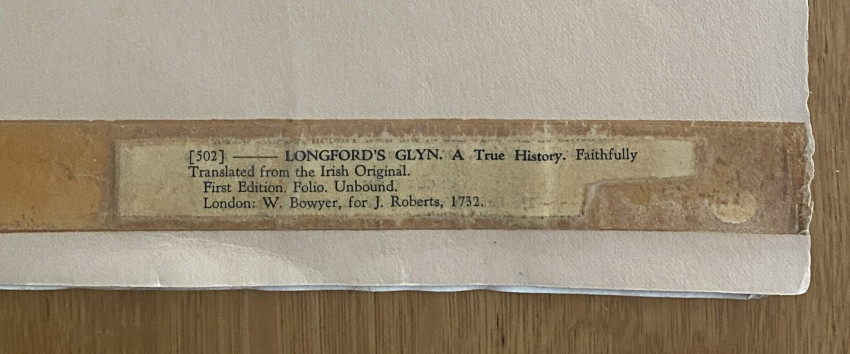 [502] ——— LONGFORD'S GLYN. A True History. Faithfully
Translated from the Irish Original.
First Edition. Folio. Unbound.
London: W. Bowyer, for J. Roberts, 1732.